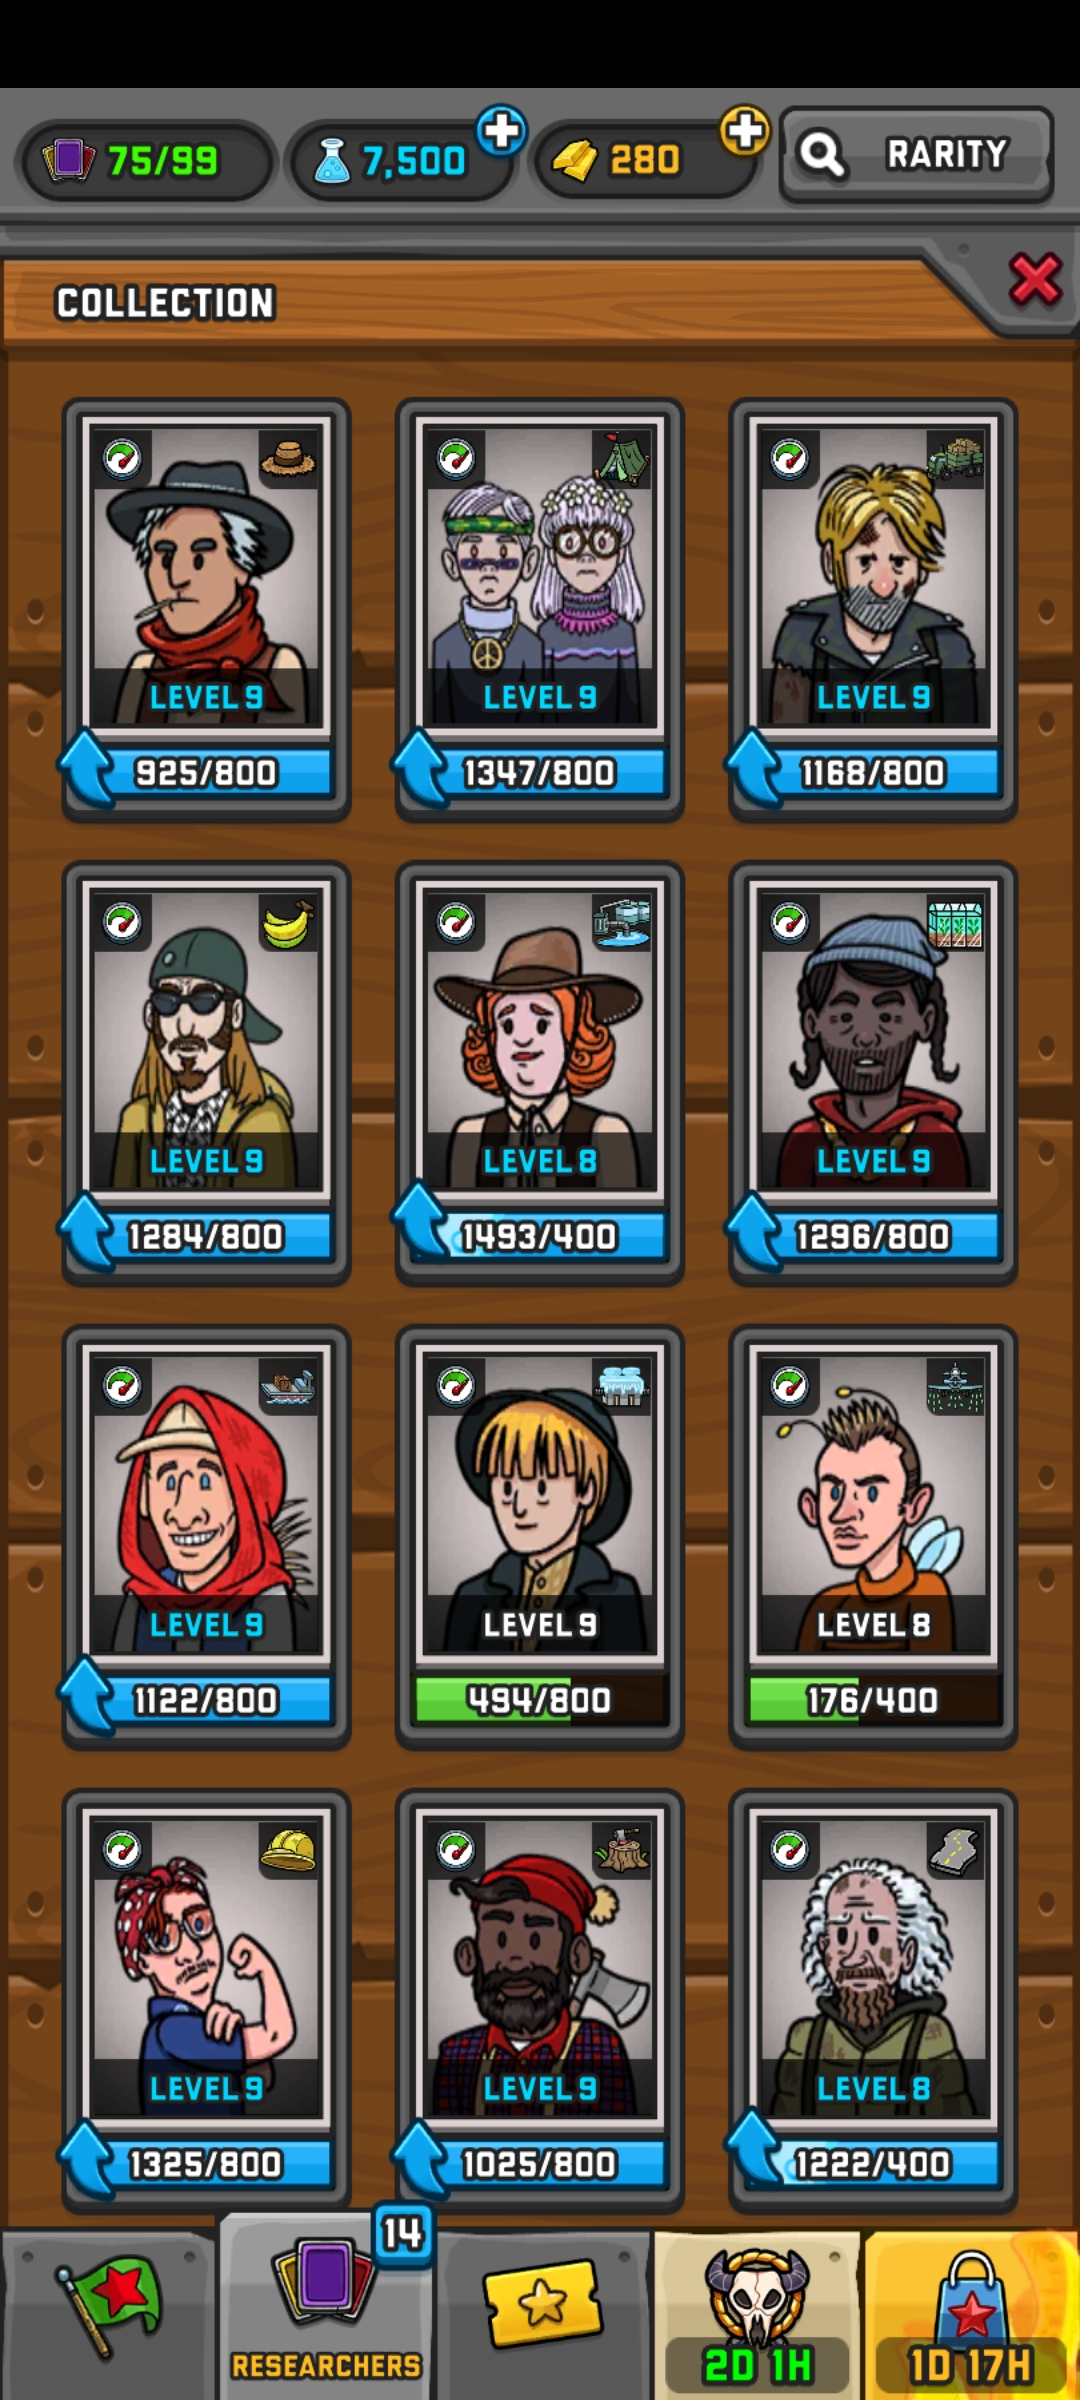 75/99
7,500
280
RARITY
COLLECTION
LEVEL 9
LEVEL 9
LEVEL 9
925/800
1347/800
1168/800
LEVEL 9
LEVEL 8
LEVEL 9
1284/800
1493/400
1296/800
LEVEL 9
LEVEL 9
LEVEL 8
1122/800
494/800
176/400
LEVEL 9
LEVEL 9
LEVEL 8
1325/800
1025/800
1222/400
14
RESEARCHERS
2D 1H
1D 17H